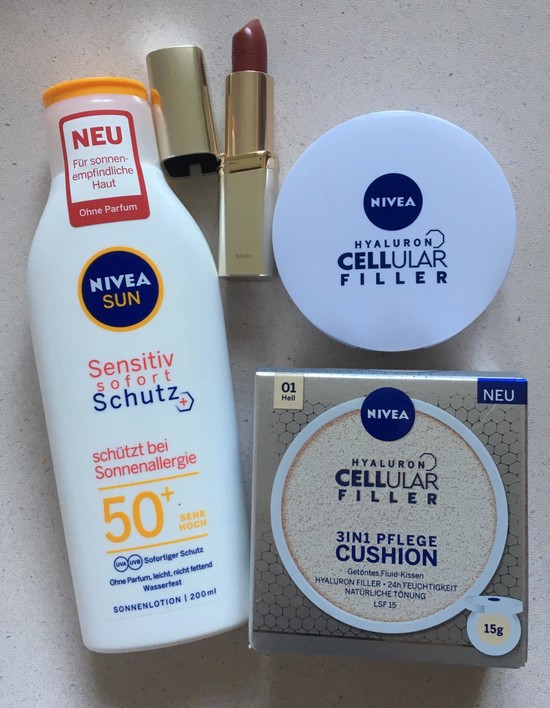 NEU
Für sonnen-
empfindliche
Haut
Ohne Parfum
NIVEA
SUN
Sensitiv
sofort
Schutz+
schützt bei
Sonnenallergie
50+
SEHR
HOCH
UVA UVB Sofortiger Schutz
Ohne Parfum, leicht, nicht fettend
Wasserfest
SONNENLOTION | 200ml
NIVEA
HYALURON
CELLULAR
FILLER
01
Hell
NIVEA
NEU
HYALURON
CELLULAR
FILLER
3IN1 PFLEGE
CUSHION
Getöntes Fluid-Kissen
HYALURON FILLER • 24h FEUCHTIGKEIT
NATÜRLICHE TÖNUNG
LSF 15
15g